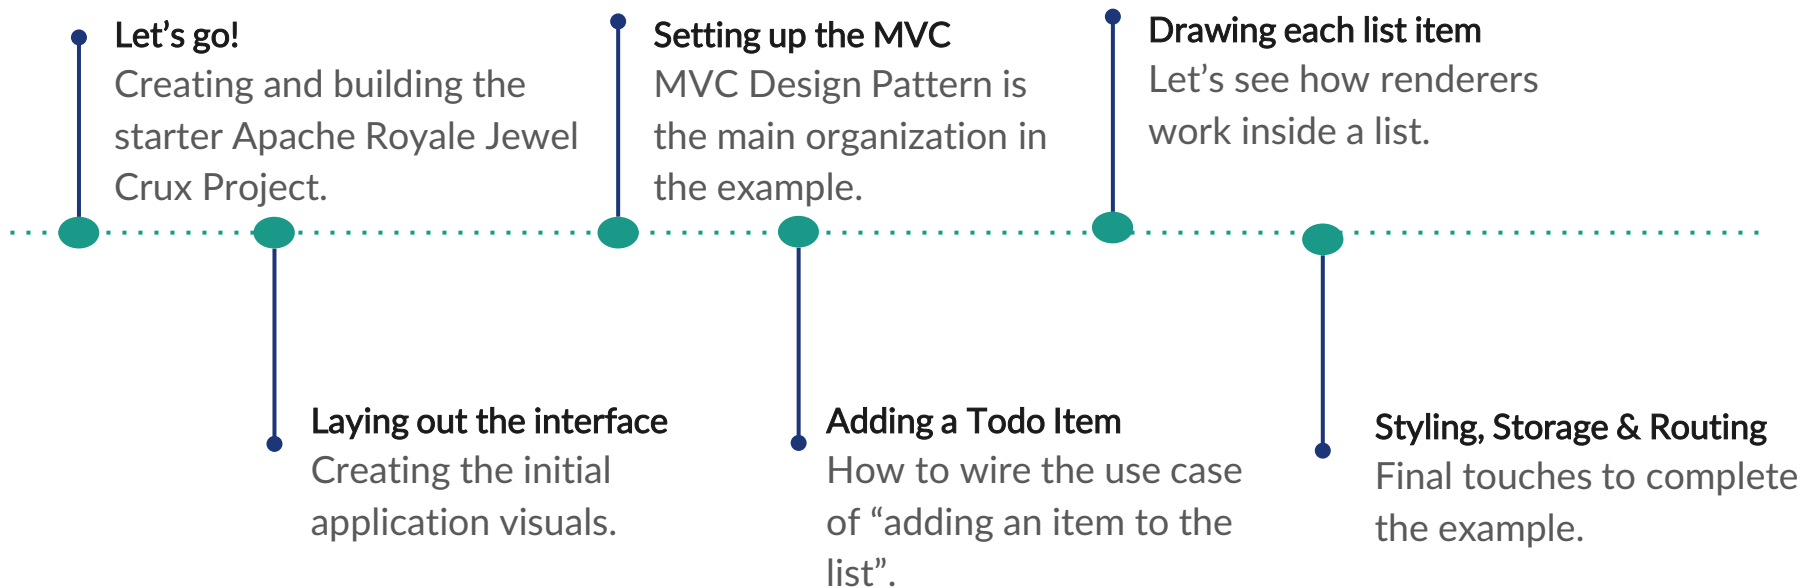 Let’s go!
Creating and building the
starter Apache Royale Jewel
Crux Project.
Laying out the interface
Creating the initial
application visuals.
Setting up the MVC
MVC Design Pattern is
the main organization in
the example.
Adding a Todo Item
How to wire the use case
of “adding an item to the
list”.
Drawing each list item
Let’s see how renderers
work inside a list.
Styling, Storage & Routing
Final touches to complete
the example.